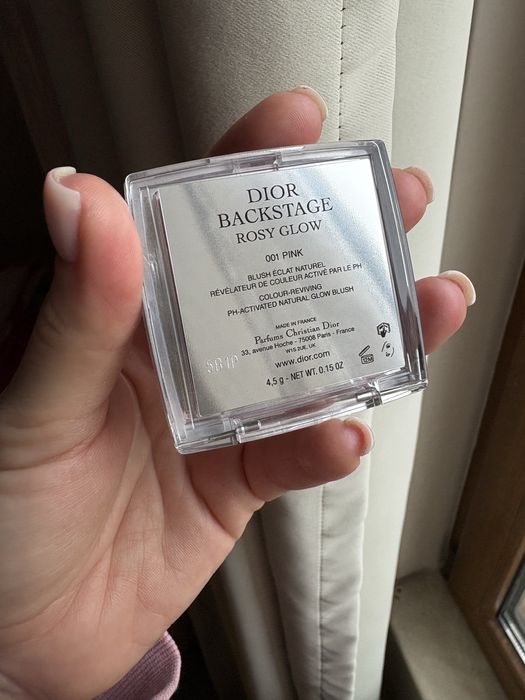 DIOR
BACKSTAGE
ROSY GLOW
001 PINK
BLUSH ÉCLAT NATUREL
RÉVÉLATEUR DE COULEUR ACTIVÉ PAR LE PH
COLOUR-REVIVING
PH-ACTIVATED NATURAL GLOW BLUSH
MADE IN FRANCE
Parfums Christian Dior
33, avenue Hoche - 75008 Paris - France
W1S 2UE. UK
www.dior.com
4,5 g - NET WT. 0.15 OZ
12M